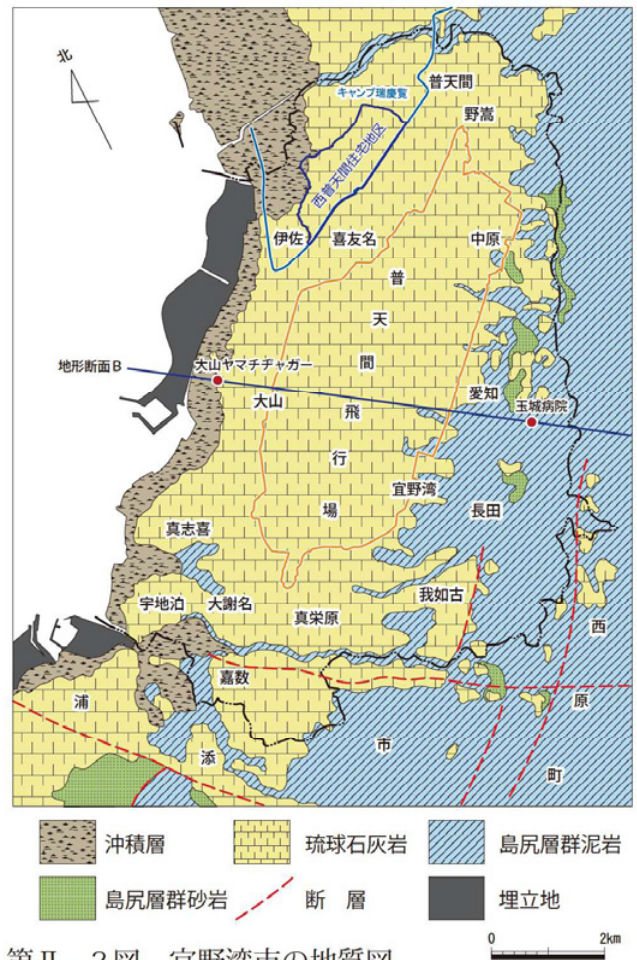 北
普天間
キャンプ瑞慶覧
野嵩
西普天間住宅地区
伊佐
喜友名
中原
普
天
間
飛
行
場
地形断面B
大山ヤマチヂャガー
大山
愛知
玉城病院
宜野湾
長田
真志喜
宇地泊
大謝名
真栄原
我如古
嘉数
西
原
町
浦
添
市
沖積層
琉球石灰岩
島尻層群泥岩
島尻層群砂岩
断 層
埋立地
0 2km
第Ⅱ-3図 宜野湾市の地質図